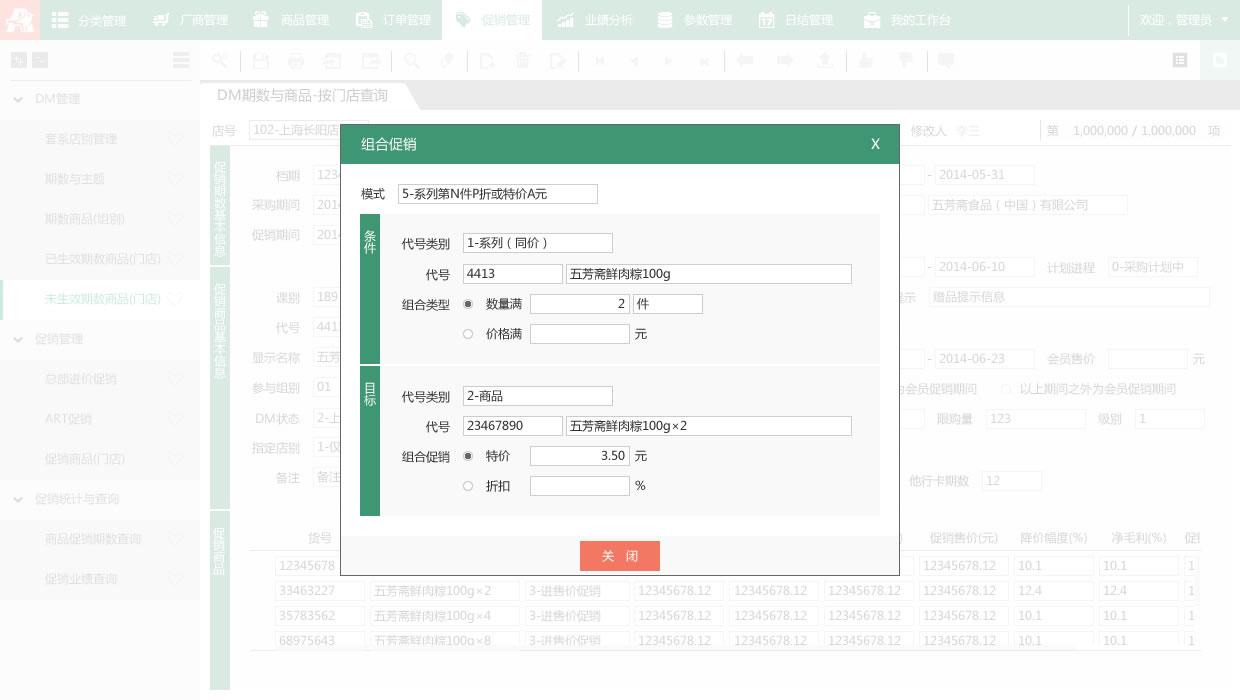 分类管理 厂商管理 商品管理 订单管理 促销管理 业绩分析 参数管理 日结管理 我的工作台 欢迎，管理员
DM管理
套系店别管理
期数与主题
期数商品(组别)
已生效期数商品(门店)
未生效期数商品(门店)
促销管理
总部进价促销
ART促销
促销商品(门店)
促销统计与查询
商品促销期数查询
促销业绩查询
DM期数与商品-按门店查询
店号 102-上海长阳店 修改人 李三 第 1,000,000 / 1,000,000 项
促销期数基本信息
档期 1234 - 2014-05-31
采购期间 2014 五芳斋食品（中国）有限公司
促销期间 2014
- 2014-06-10 计划进程 0-采购计划中
促销商品基本信息
课别 189 示 赠品提示信息
代号 4413
显示名称 五芳 - 2014-06-23 会员售价 元
参与组别 01 为会员促销期间 以上期间之外为会员促销期间
DM状态 2-上 限购量 123 级别 1
指定店别 1-仅
备注 备注 他行卡期数 12
促销商品
货号 促销售价(元) 降价幅度(%) 净毛利(%) 促
12345678 12345678.12 10.1 10.1 1
33463227 五芳斋鲜肉粽100g×2 3-进售价促销 12345678.12 12345678.12 12345678.12 12345678.12 12.4 12.4 1
35783562 五芳斋鲜肉粽100g×4 3-进售价促销 12345678.12 12345678.12 12345678.12 12345678.12 10.1 10.1 1
68975643 五芳斋鲜肉粽100g×8 3-进售价促销 12345678.12 12345678.12 12345678.12 12345678.12 10.1 10.1 1
组合促销 X
模式 5-系列第N件P折或特价A元
条件
代号类别 1-系列（同价）
代号 4413 五芳斋鲜肉粽100g
组合类型 数量满 2 件
价格满 元
目标
代号类别 2-商品
代号 23467890 五芳斋鲜肉粽100g×2
组合促销 特价 3.50 元
折扣 %
关 闭